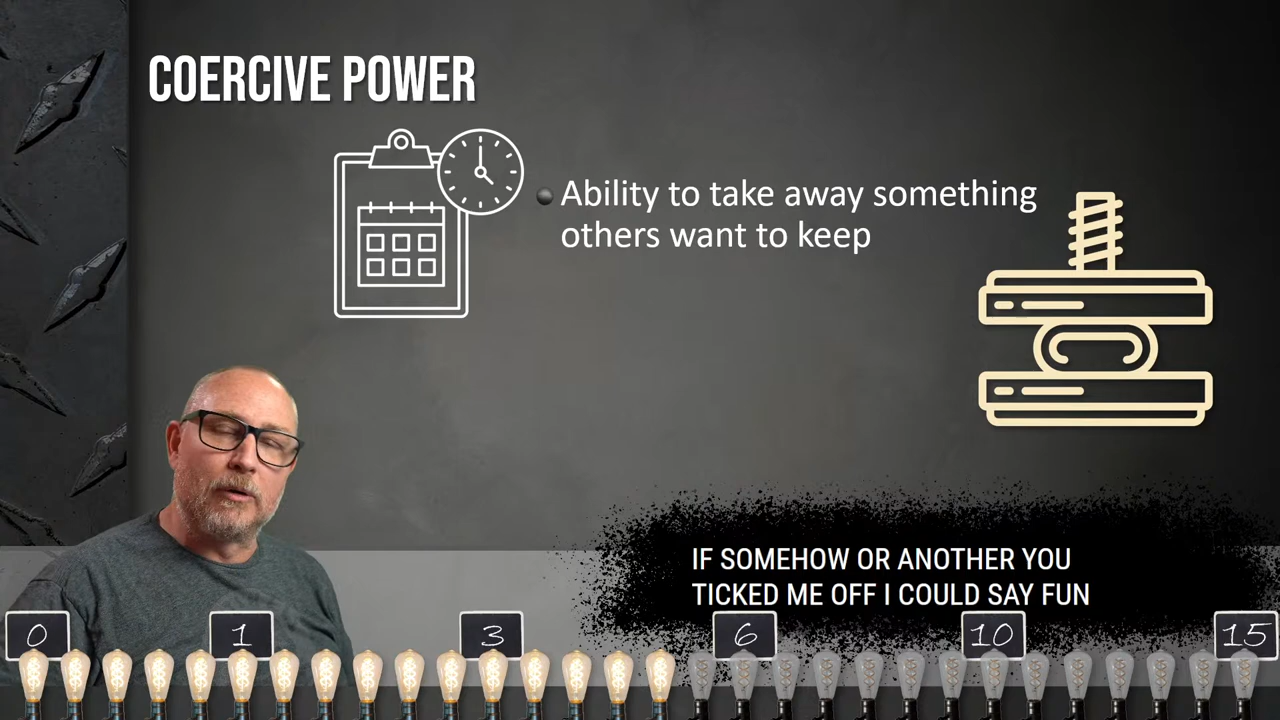 COERCIVE POWER
Ability to take away something
others want to keep
IF SOMEHOW OR ANOTHER YOU
TICKED ME OFF I COULD SAY FUN
0 1 3 6 10 15